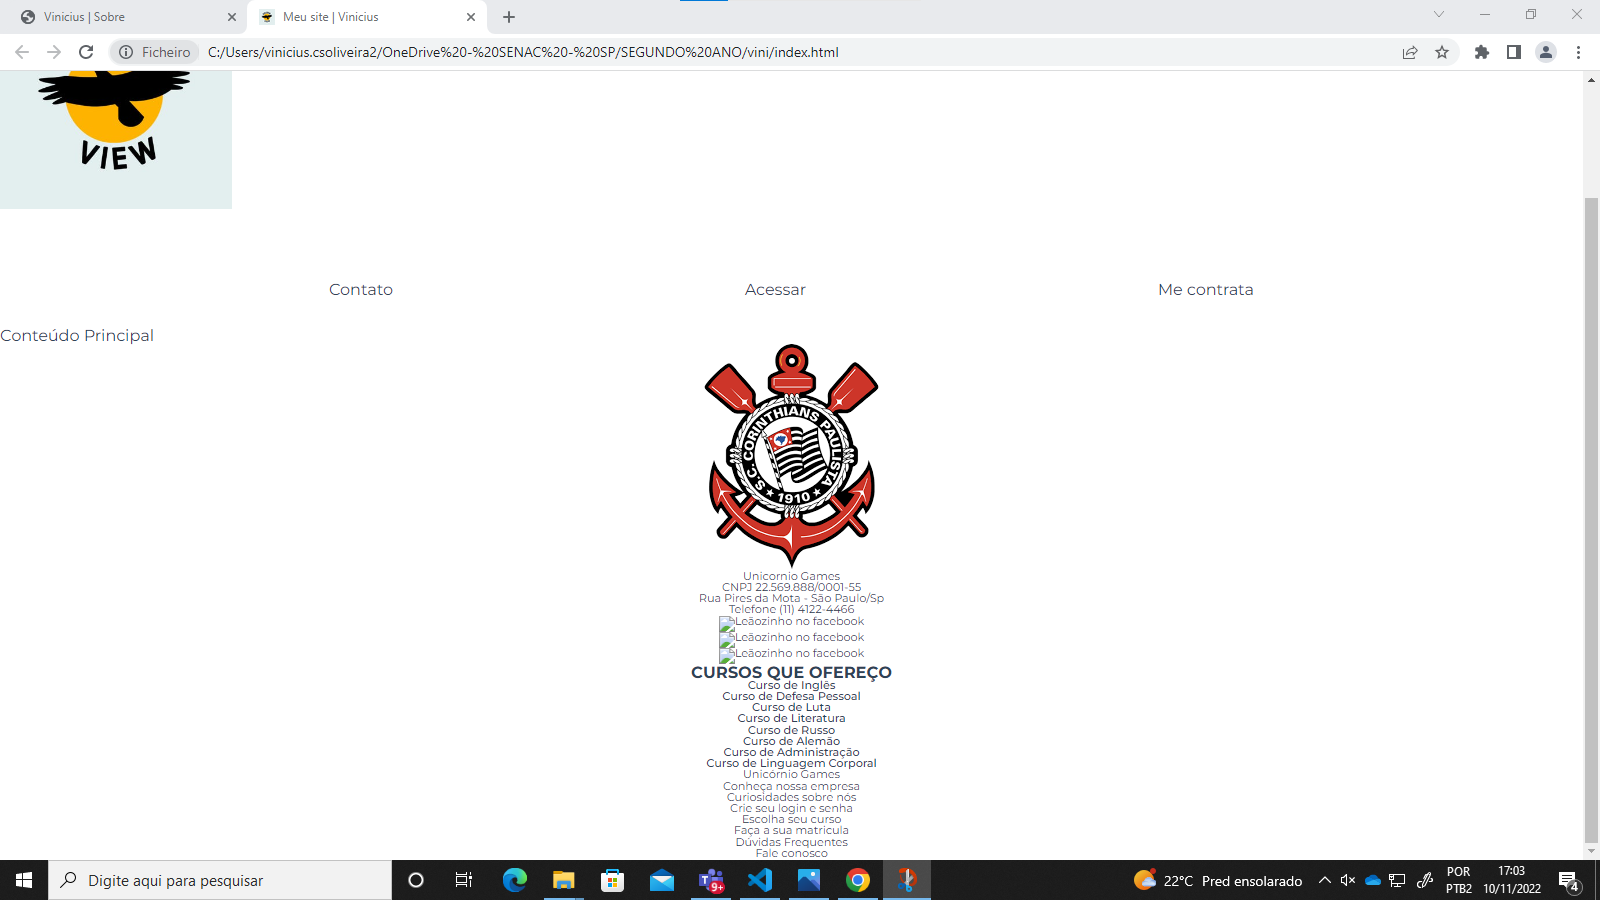 Vinicius | Sobre
Meu site | Vinicius
Ficheiro
C:/Users/vinicius.csoliveira2/OneDrive%20-%20SENAC%20-%20SP/SEGUNDO%20ANO/vini/index.html
VIEW
Contato
Acessar
Me contrata
Conteúdo Principal
S.C. CORINTHIANS PAULISTA
1910
Unicornio Games
CNPJ 22.569.888/0001-55
Rua Pires da Mota - São Paulo/Sp
Telefone (11) 4122-4466
Leãozinho no facebook
Leãozinho no facebook
Leãozinho no facebook
CURSOS QUE OFEREÇO
Curso de Inglês
Curso de Defesa Pessoal
Curso de Luta
Curso de Literatura
Curso de Russo
Curso de Alemão
Curso de Administração
Curso de Linguagem Corporal
Unicórnio Games
Conheça nossa empresa
Curiosidades sobre nós
Crie seu login e senha
Escolha seu curso
Faça a sua matricula
Dúvidas Frequentes
Fale conosco
Digite aqui para pesquisar
9+
22°C Pred ensolarado
POR
PTB2
17:03
10/11/2022
4